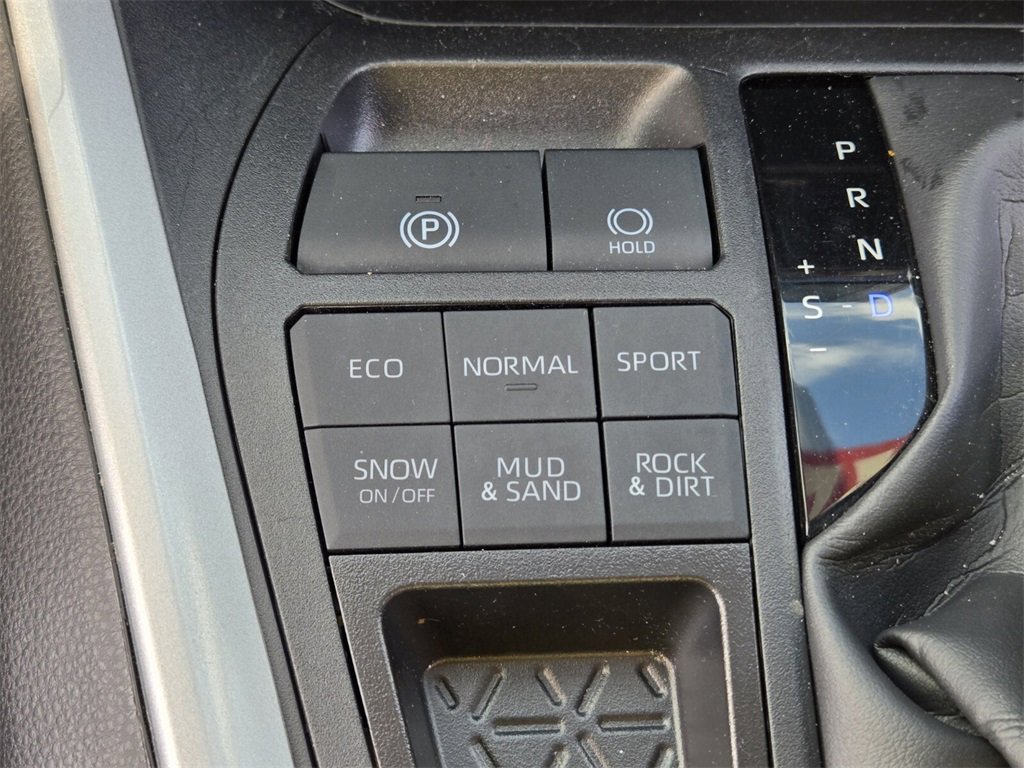 P
HOLD
ECO
NORMAL
SPORT
SNOW
ON/OFF
MUD
& SAND
ROCK
& DIRT
P
R
N
+
S - D
-